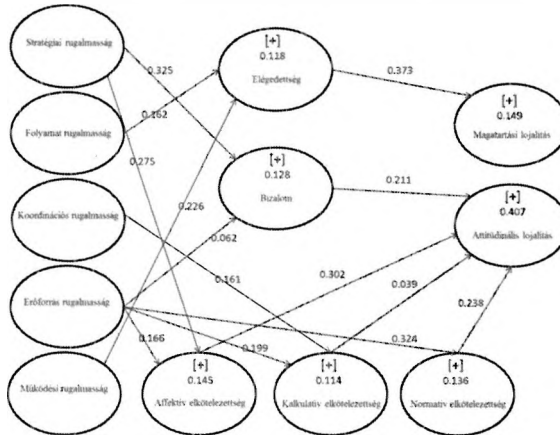 Stratégiai rugalmasság
[+]
0.118
Elégedettség
0.325
0.373
0.162
[+]
0.149
Magatartási lojalitás
Folyamat rugalmasság
[+]
0.128
Bizalom
0.275
0.211
0.226
[+]
0.407
Attitűdinális lojalitás
Koordinációs rugalmasság
0.062
0.302
0.161
0.039
0.238
Erőforrás rugalmasság
0.324
0.166
0.199
Működési rugalmasság
[+]
0.145
Affektív elkötelezettség
[+]
0.114
Kalkulatív elkötelezettség
[+]
0.136
Normatív elkötelezettség